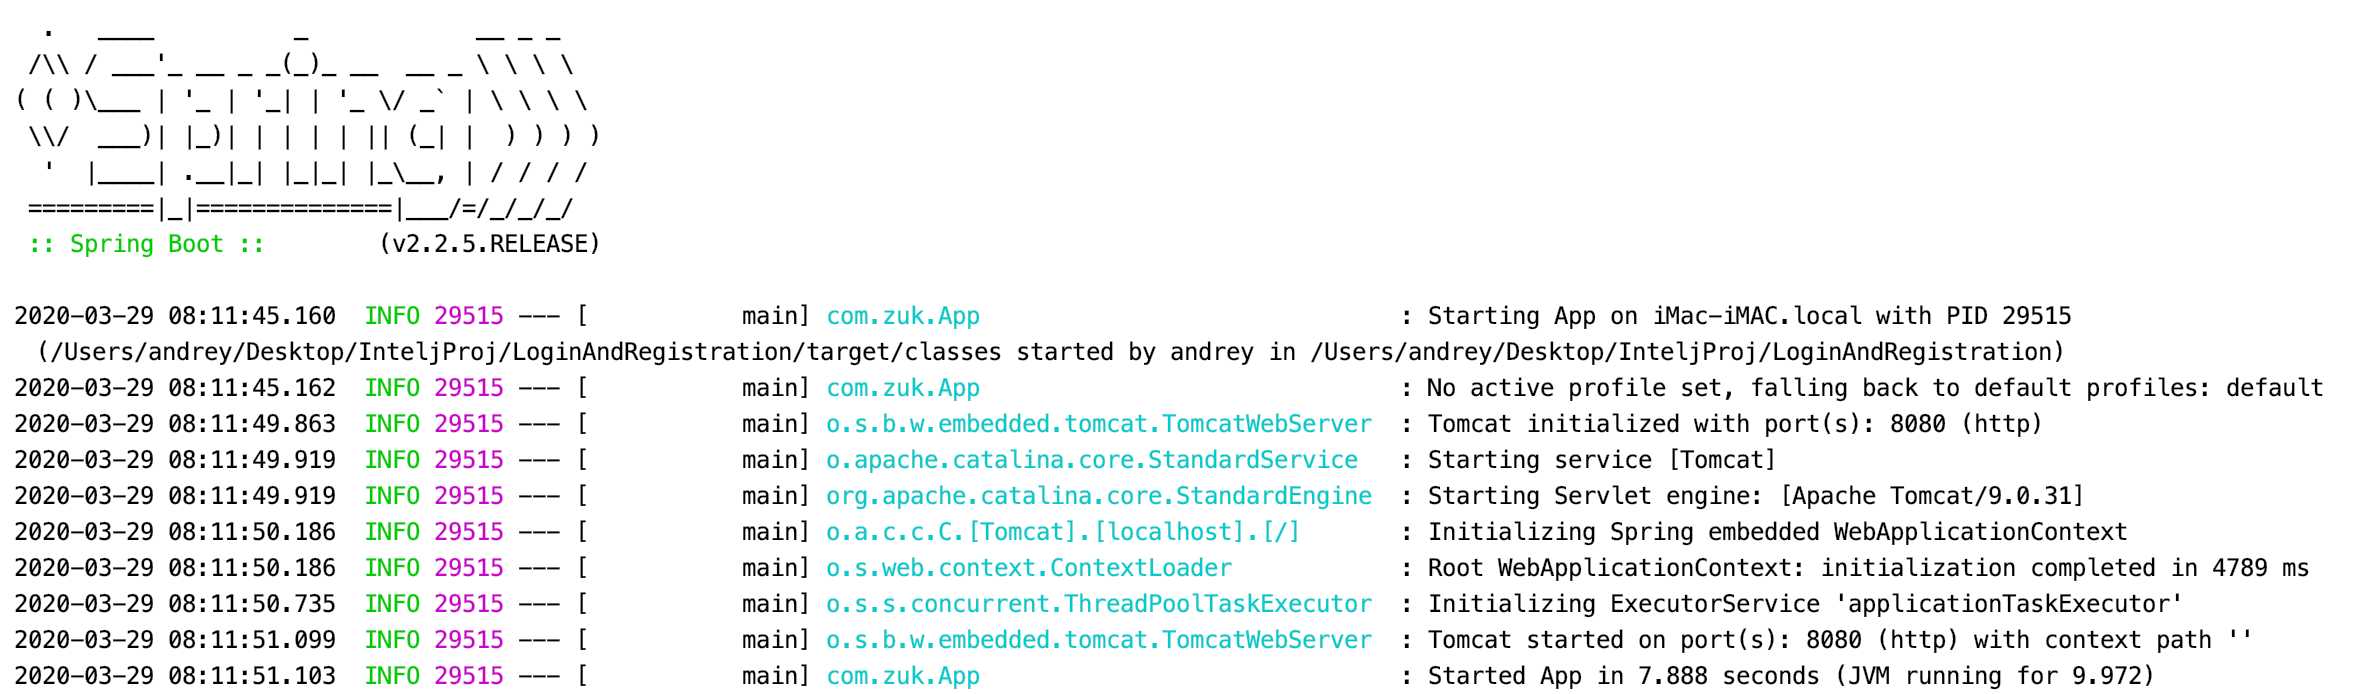 .   ____          _            __ _ _
 /\\ / ___'_ __ _ _(_)_ __  __ _ \ \ \ \
( ( )\___ | '_ | '_| | '_ \/ _` | \ \ \ \
 \\/  ___)| |_)| | | | | || (_| |  ) ) ) )
  '  |____| .__|_| |_|_| |_\__, | / / / /
 =========|_|==============|___/=/_/_/_/
 :: Spring Boot ::        (v2.2.5.RELEASE)
2020-03-29 08:11:45.160  INFO 29515 --- [           main] com.zuk.App                              : Starting App on iMac-iMAC.local with PID 29515
 (/Users/andrey/Desktop/InteljProj/LoginAndRegistration/target/classes started by andrey in /Users/andrey/Desktop/InteljProj/LoginAndRegistration)
2020-03-29 08:11:45.162  INFO 29515 --- [           main] com.zuk.App                              : No active profile set, falling back to default profiles: default
2020-03-29 08:11:49.863  INFO 29515 --- [           main] o.s.b.w.embedded.tomcat.TomcatWebServer  : Tomcat initialized with port(s): 8080 (http)
2020-03-29 08:11:49.919  INFO 29515 --- [           main] o.apache.catalina.core.StandardService   : Starting service [Tomcat]
2020-03-29 08:11:49.919  INFO 29515 --- [           main] org.apache.catalina.core.StandardEngine  : Starting Servlet engine: [Apache Tomcat/9.0.31]
2020-03-29 08:11:50.186  INFO 29515 --- [           main] o.a.c.c.C.[Tomcat].[localhost].[/]       : Initializing Spring embedded WebApplicationContext
2020-03-29 08:11:50.186  INFO 29515 --- [           main] o.s.web.context.ContextLoader            : Root WebApplicationContext: initialization completed in 4789 ms
2020-03-29 08:11:50.735  INFO 29515 --- [           main] o.s.s.concurrent.ThreadPoolTaskExecutor  : Initializing ExecutorService 'applicationTaskExecutor'
2020-03-29 08:11:51.099  INFO 29515 --- [           main] o.s.b.w.embedded.tomcat.TomcatWebServer  : Tomcat started on port(s): 8080 (http) with context path ''
2020-03-29 08:11:51.103  INFO 29515 --- [           main] com.zuk.App                              : Started App in 7.888 seconds (JVM running for 9.972)